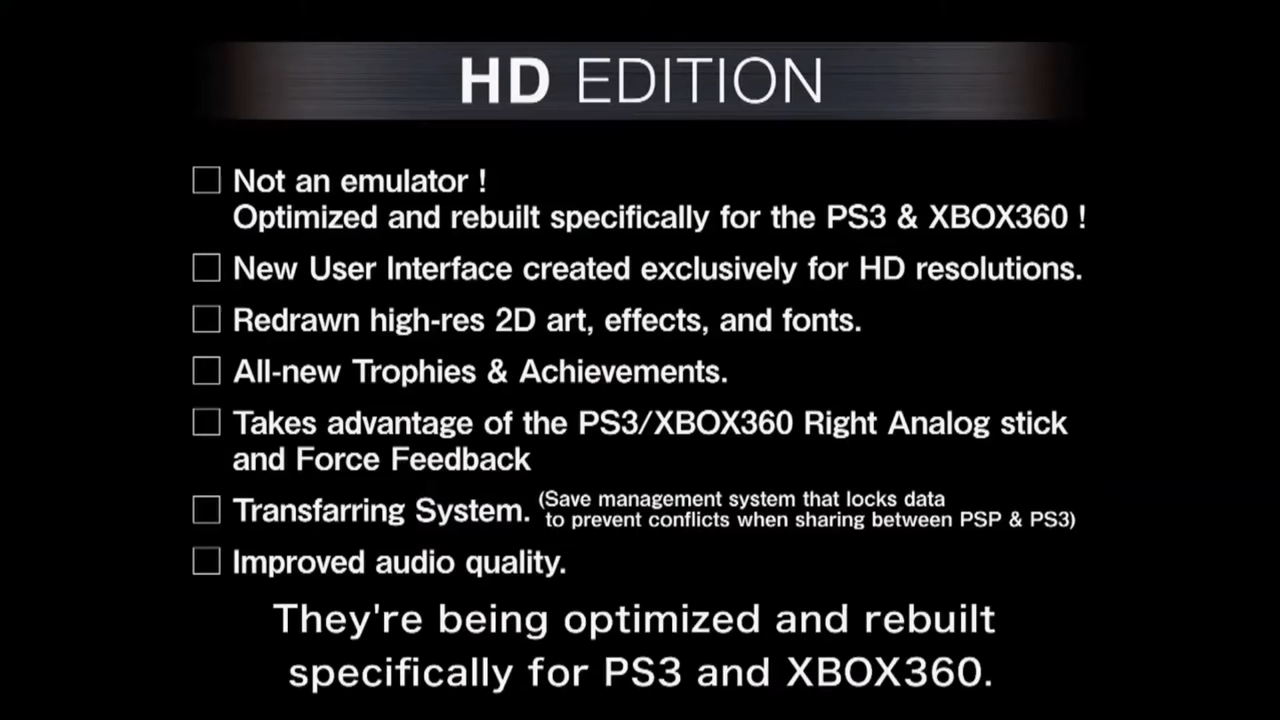 HD EDITION
Not an emulator !
Optimized and rebuilt specifically for the PS3 & XBOX360 !
New User Interface created exclusively for HD resolutions.
Redrawn high-res 2D art, effects, and fonts.
All-new Trophies & Achievements.
Takes advantage of the PS3/XBOX360 Right Analog stick
and Force Feedback
Transfarring System. (Save management system that locks data
to prevent conflicts when sharing between PSP & PS3)
Improved audio quality.
They're being optimized and rebuilt
specifically for PS3 and XBOX360.